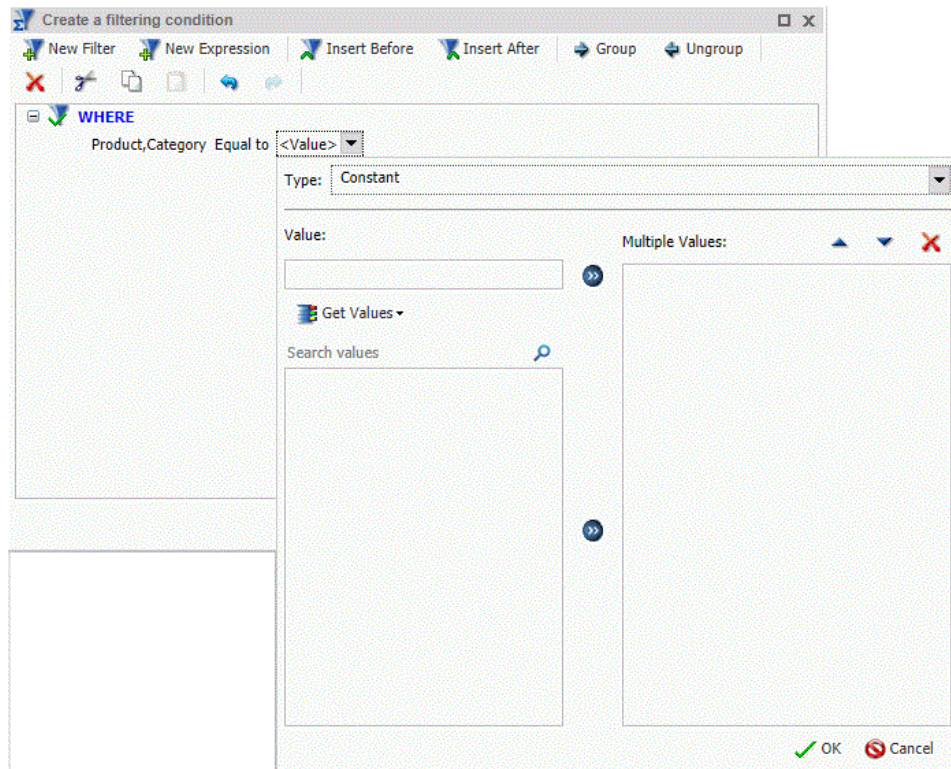 Create a filtering condition
New Filter New Expression Insert Before Insert After Group Ungroup
WHERE
Product,Category Equal to <Value>
Type: Constant
Value:
Multiple Values:
Get Values
Search values
OK Cancel